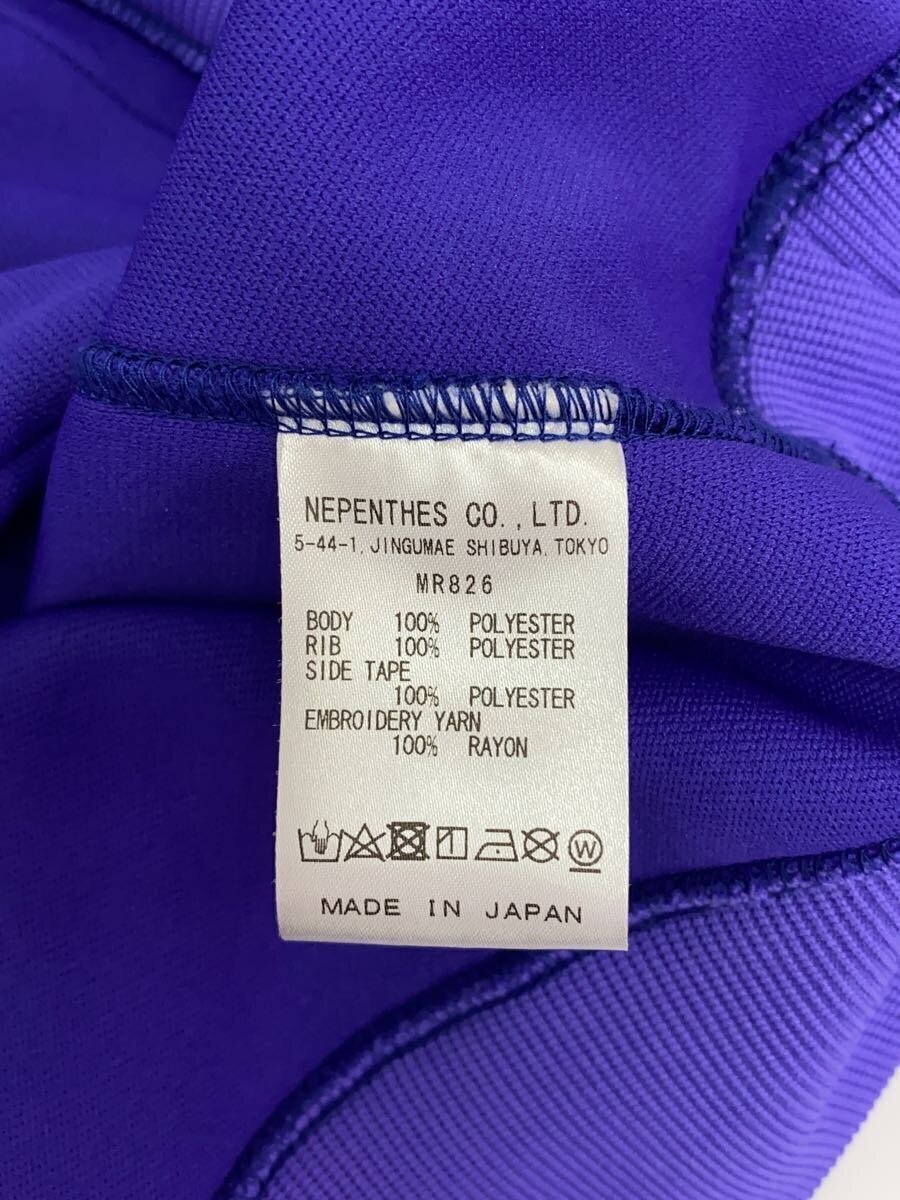 NEPENTHES CO.,LTD.
5-44-1, JINGUMAE SHIBUYA, TOKYO
MR826
BODY 100% POLYESTER
RIB 100% POLYESTER
SIDE TAPE
100% POLYESTER
EMBROIDERY YARN
100% RAYON
W
MADE IN JAPAN